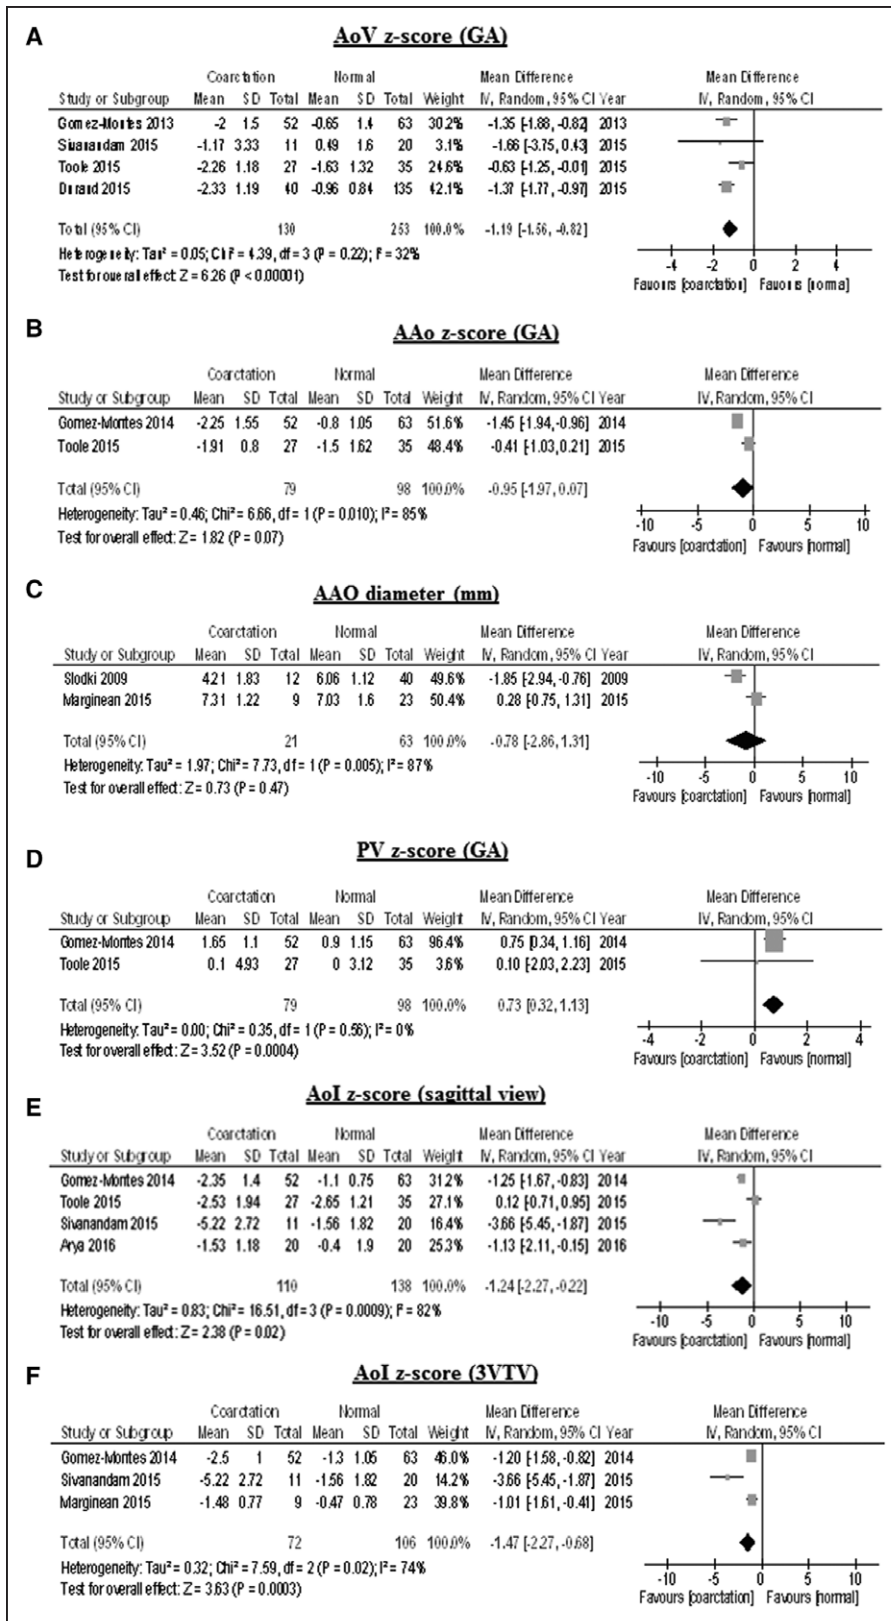 A
AoV z-score (GA)
Coarctation Normal Mean Difference Mean Difference
Study or Subgroup Mean SD Total Mean SD Total Weight IV, Random, 95% CI Year IV, Random, 95% CI
Gomez-Montes 2013 -2 1.5 52 -0.65 1.4 63 30.2% -1.35 [-1.88, -0.82] 2013
Sivanandam 2015 -1.17 3.33 11 0.49 1.6 20 3.1% -1.66 [-3.75, 0.43] 2015
Toole 2015 -2.26 1.18 27 -1.63 1.32 35 24.6% -0.63 [-1.25, -0.01] 2015
Durand 2015 -2.33 1.19 40 -0.96 0.84 135 42.1% -1.37 [-1.77, -0.97] 2015
Total (95% CI) 130 253 100.0% -1.19 [-1.56, -0.82]
Heterogeneity: Tau² = 0.05; Chi² = 4.39, df = 3 (P = 0.22); I² = 32%
Test for overall effect: Z = 6.26 (P < 0.00001)
-4 -2 0 2 4
Favours [coarctation] Favours [normal]
B
AAo z-score (GA)
Coarctation Normal Mean Difference Mean Difference
Study or Subgroup Mean SD Total Mean SD Total Weight IV, Random, 95% CI Year IV, Random, 95% CI
Gomez-Montes 2014 -2.25 1.55 52 -0.8 1.05 63 51.6% -1.45 [-1.94, -0.96] 2014
Toole 2015 -1.91 0.8 27 -1.5 1.62 35 48.4% -0.41 [-1.03, 0.21] 2015
Total (95% CI) 79 98 100.0% -0.95 [-1.97, 0.07]
Heterogeneity: Tau² = 0.46; Chi² = 6.66, df = 1 (P = 0.010); I² = 85%
Test for overall effect: Z = 1.82 (P = 0.07)
-10 -5 0 5 10
Favours [coarctation] Favours [normal]
C
AAO diameter (mm)
Coarctation Normal Mean Difference Mean Difference
Study or Subgroup Mean SD Total Mean SD Total Weight IV, Random, 95% CI Year IV, Random, 95% CI
Slodki 2009 4.21 1.83 12 6.06 1.12 40 49.6% -1.85 [-2.94, -0.76] 2009
Marginean 2015 7.31 1.22 9 7.03 1.6 23 50.4% 0.28 [-0.75, 1.31] 2015
Total (95% CI) 21 63 100.0% -0.78 [-2.86, 1.31]
Heterogeneity: Tau² = 1.97; Chi² = 7.73, df = 1 (P = 0.005); I² = 87%
Test for overall effect: Z = 0.73 (P = 0.47)
-10 -5 0 5 10
Favours [coarctation] Favours [normal]
D
PV z-score (GA)
Coarctation Normal Mean Difference Mean Difference
Study or Subgroup Mean SD Total Mean SD Total Weight IV, Random, 95% CI Year IV, Random, 95% CI
Gomez-Montes 2014 1.65 1.1 52 0.9 1.15 63 96.4% 0.75 [0.34, 1.16] 2014
Toole 2015 0.1 4.93 27 0 3.12 35 3.6% 0.10 [-2.03, 2.23] 2015
Total (95% CI) 79 98 100.0% 0.73 [0.32, 1.13]
Heterogeneity: Tau² = 0.00; Chi² = 0.35, df = 1 (P = 0.56); I² = 0%
Test for overall effect: Z = 3.52 (P = 0.0004)
-4 -2 0 2 4
Favours [coarctation] Favours [normal]
E
AoI z-score (sagittal view)
Coarctation Normal Mean Difference Mean Difference
Study or Subgroup Mean SD Total Mean SD Total Weight IV, Random, 95% CI Year IV, Random, 95% CI
Gomez-Montes 2014 -2.35 1.4 52 -1.1 0.75 63 31.2% -1.25 [-1.67, -0.83] 2014
Toole 2015 -2.53 1.94 27 -2.65 1.21 35 27.1% 0.12 [-0.71, 0.95] 2015
Sivanandam 2015 -5.22 2.72 11 -1.56 1.82 20 16.4% -3.66 [-5.45, -1.87] 2015
Arya 2016 -1.53 1.18 20 -0.4 1.9 20 25.3% -1.13 [-2.11, -0.15] 2016
Total (95% CI) 110 138 100.0% -1.24 [-2.27, -0.22]
Heterogeneity: Tau² = 0.83; Chi² = 16.51, df = 3 (P = 0.0009); I² = 82%
Test for overall effect: Z = 2.38 (P = 0.02)
-10 -5 0 5 10
Favours [coarctation] Favours [normal]
F
AoI z-score (3VTV)
Coarctation Normal Mean Difference Mean Difference
Study or Subgroup Mean SD Total Mean SD Total Weight IV, Random, 95% CI Year IV, Random, 95% CI
Gomez-Montes 2014 -2.5 1 52 -1.3 1.05 63 46.0% -1.20 [-1.58, -0.82] 2014
Sivanandam 2015 -5.22 2.72 11 -1.56 1.82 20 14.2% -3.66 [-5.45, -1.87] 2015
Marginean 2015 -1.48 0.77 9 -0.47 0.78 23 39.8% -1.01 [-1.61, -0.41] 2015
Total (95% CI) 72 106 100.0% -1.47 [-2.27, -0.68]
Heterogeneity: Tau² = 0.32; Chi² = 7.59, df = 2 (P = 0.02); I² = 74%
Test for overall effect: Z = 3.63 (P = 0.0003)
-10 -5 0 5 10
Favours [coarctation] Favours [normal]